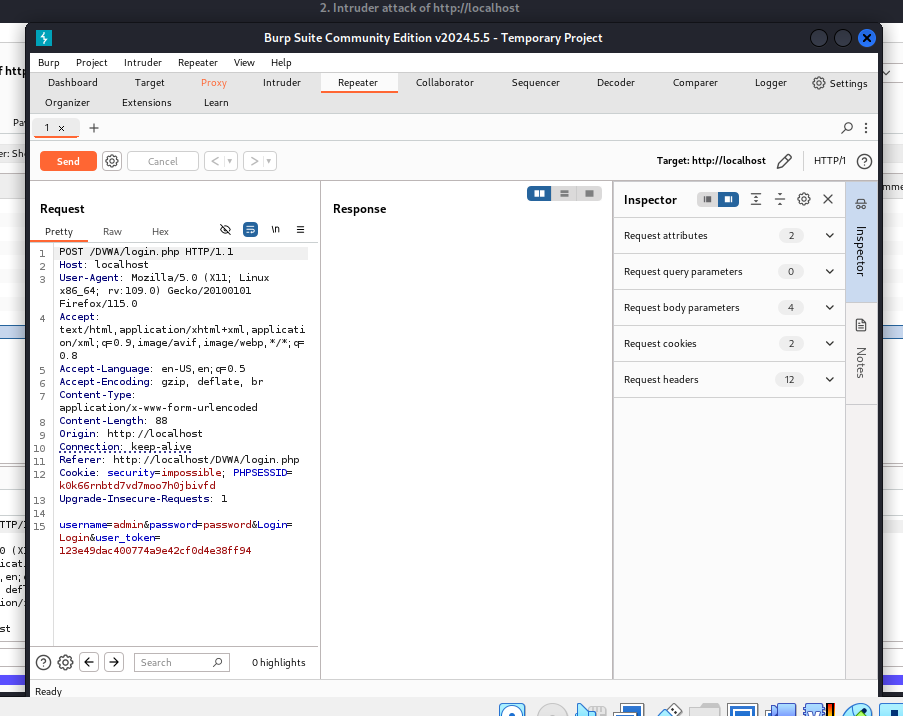 2. Intruder attack of http://localhost
Burp Suite Community Edition v2024.5.5 - Temporary Project
Burp Project Intruder Repeater View Help
Dashboard Target Proxy Intruder Repeater Collaborator Sequencer Decoder Comparer Logger Settings
Organizer Extensions Learn
1 × +
Send Cancel < > Target: http://localhost HTTP/1
Request
Response
Inspector
Pretty Raw Hex \n
1 POST /DVWA/login.php HTTP/1.1
2 Host: localhost
3 User-Agent: Mozilla/5.0 (X11; Linux
x86_64; rv:109.0) Gecko/20100101
Firefox/115.0
4 Accept:
text/html,application/xhtml+xml,applicati
on/xml;q=0.9,image/avif,image/webp,*/*;q=
0.8
5 Accept-Language: en-US,en;q=0.5
6 Accept-Encoding: gzip, deflate, br
7 Content-Type:
application/x-www-form-urlencoded
8 Content-Length: 88
9 Origin: http://localhost
10 Connection: keep-alive
11 Referer: http://localhost/DVWA/login.php
12 Cookie: security=impossible; PHPSESSID=
k0k66rnbtd7vd7moo7h0jbivfd
13 Upgrade-Insecure-Requests: 1
14
15 username=admin&password=password&Login=
Login&user_token=
123e49dac400774a9e42cf0d4e38ff94
Request attributes 2
Request query parameters 0
Request body parameters 4
Request cookies 2
Request headers 12
Inspector
Notes
Search 0 highlights
Ready